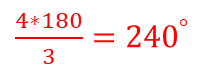 4*180/3 = 240°